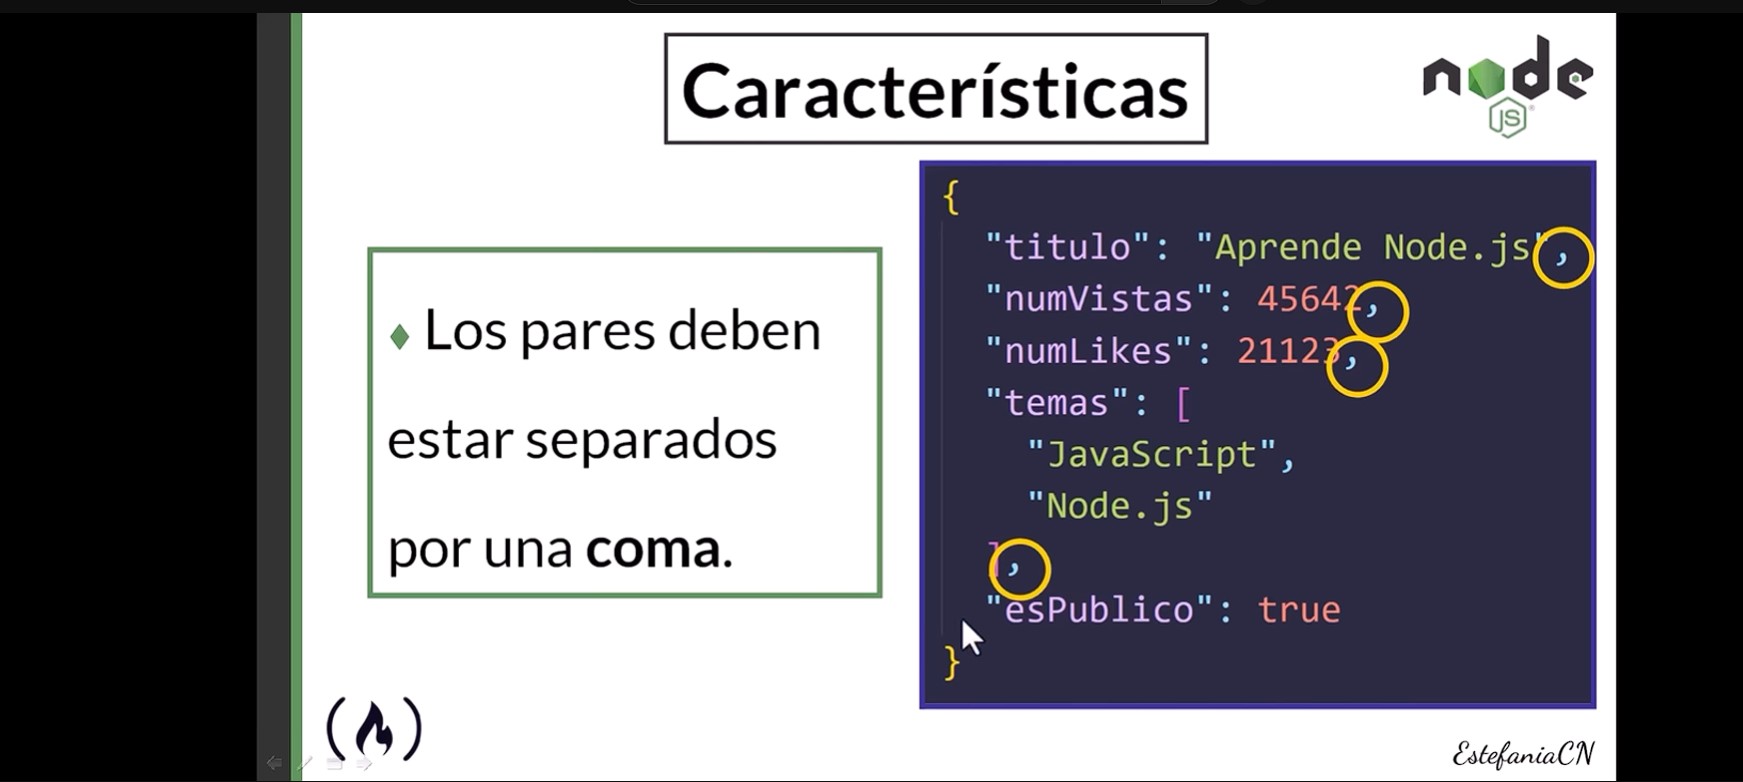 Características
node
JS
♦ Los pares deben
estar separados
por una coma.
{
"titulo": "Aprende Node.js",
"numVistas": 45642,
"numLikes": 21123,
"temas": [
"JavaScript",
"Node.js"
],
"esPublico": true
}
EstefaniaCN